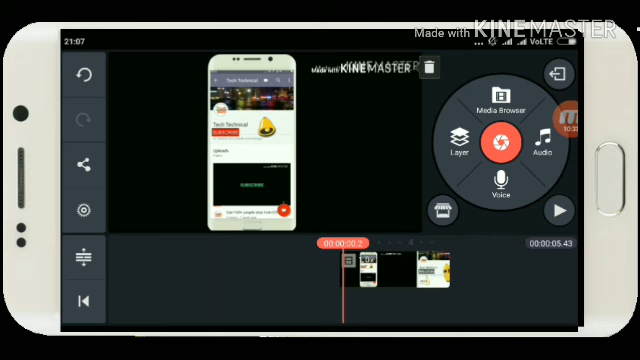 Made with KINEMASTER
21:07
VoLTE
Tech Technical
Made with KINEMASTER
Tech Technical
SUBSCRIBE
Uploads
SUBSCRIBE
Media Browser
Layer
Audio
Voice
00:00:00.2
4
00:00:05.43